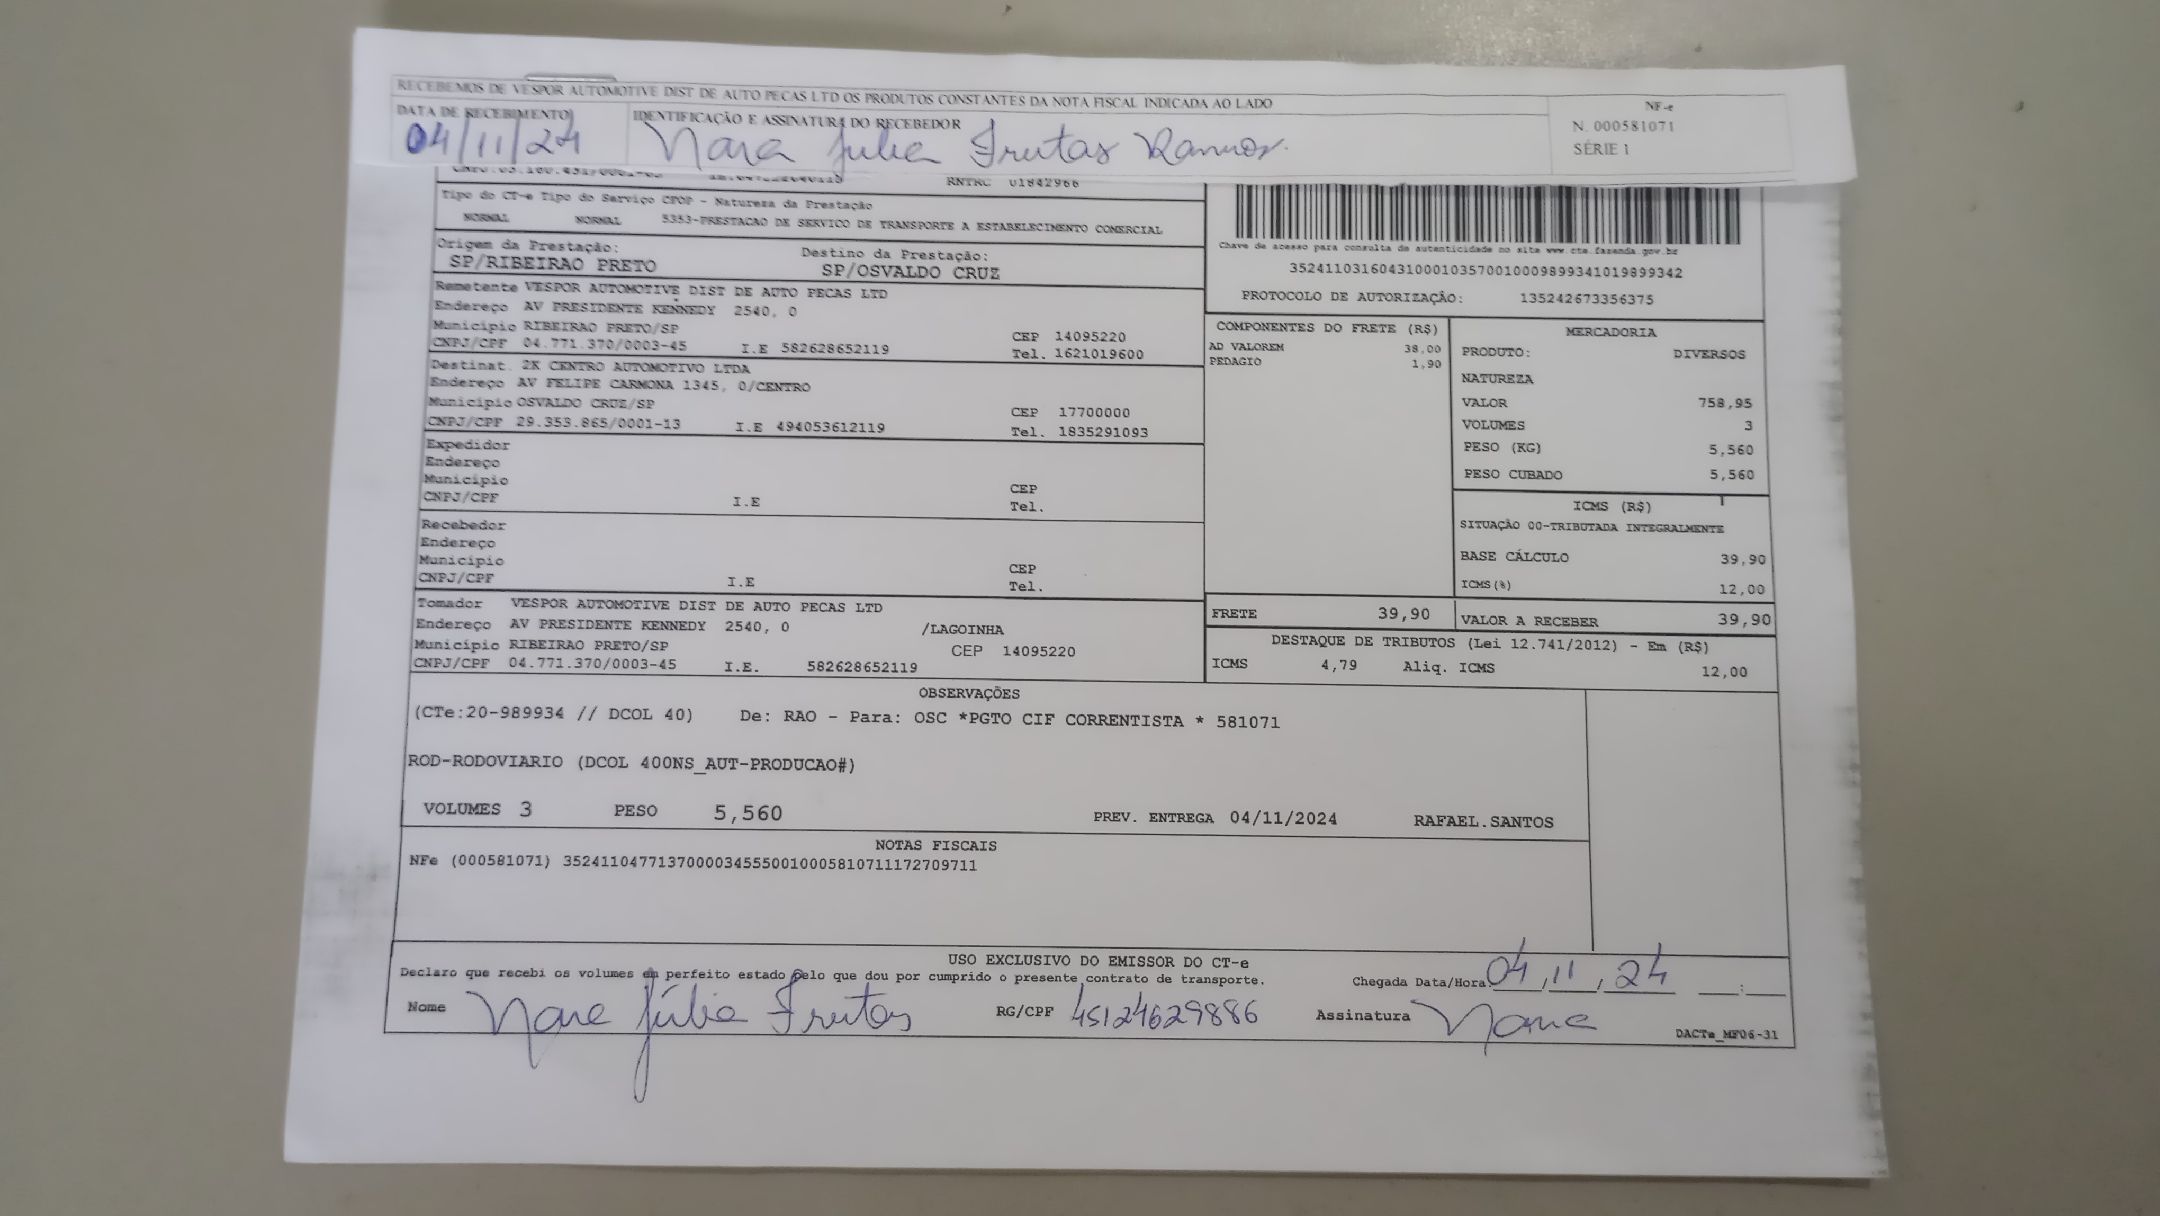 RECEBEMOS DE VESPOR AUTOMOTIVE DIST DE AUTO PECAS LTD OS PRODUTOS CONSTANTES DA NOTA FISCAL INDICADA AO LADO
DATA DE RECEBIMENTO
04/11/24
IDENTIFICAÇÃO E ASSINATURA DO RECEBEDOR
Nara Julia Frutas Ramos
NF-e
N. 000581071
SÉRIE 1
RNTRC 01842966
Tipo do CT-e Tipo do Serviço CFOP - Natureza da Prestação
NORMAL NORMAL 5353-PRESTACAO DE SERVICO DE TRANSPORTE A ESTABELECIMENTO COMERCIAL
Origem da Prestação: Destino da Prestação:
SP/RIBEIRAO PRETO SP/OSVALDO CRUZ
Remetente VESPOR AUTOMOTIVE DIST DE AUTO PECAS LTD
Endereço AV PRESIDENTE KENNEDY 2540, 0
Município RIBEIRAO PRETO/SP CEP 14095220
CNPJ/CPF 04.771.370/0003-45 I.E 582628652119 Tel. 1621019600
Destinat. 2K CENTRO AUTOMOTIVO LTDA
Endereço AV FELIPE CARMONA 1345, 0/CENTRO
Município OSVALDO CRUZ/SP CEP 17700000
CNPJ/CPF 29.353.865/0001-13 I.E 494053612119 Tel. 1835291093
Expedidor
Endereço
Município CEP
CNPJ/CPF I.E Tel.
Recebedor
Endereço
Município CEP
CNPJ/CPF I.E Tel.
Tomador VESPOR AUTOMOTIVE DIST DE AUTO PECAS LTD
Endereço AV PRESIDENTE KENNEDY 2540, 0 /LAGOINHA
Município RIBEIRAO PRETO/SP CEP 14095220
CNPJ/CPF 04.771.370/0003-45 I.E. 582628652119
Chave de acesso para consulta de autenticidade no site www.cte.fazenda.gov.br
35241103160431000103570010009899341019899342
PROTOCOLO DE AUTORIZAÇÃO: 135242673356375
COMPONENTES DO FRETE (R$)
AD VALOREM 38,00
PEDAGIO 1,90
MERCADORIA
PRODUTO: DIVERSOS
NATUREZA
VALOR 758,95
VOLUMES 3
PESO (KG) 5,560
PESO CUBADO 5,560
ICMS (R$)
SITUAÇÃO 00-TRIBUTADA INTEGRALMENTE
BASE CÁLCULO 39,90
ICMS(%) 12,00
FRETE 39,90 VALOR A RECEBER 39,90
DESTAQUE DE TRIBUTOS (Lei 12.741/2012) - Em (R$)
ICMS 4,79 Aliq. ICMS 12,00
OBSERVAÇÕES
(CTe:20-989934 // DCOL 40) De: RAO - Para: OSC *PGTO CIF CORRENTISTA * 581071
ROD-RODOVIARIO (DCOL 400NS_AUT-PRODUCAO#)
VOLUMES 3 PESO 5,560 PREV. ENTREGA 04/11/2024 RAFAEL.SANTOS
NOTAS FISCAIS
NFe (000581071) 35241104771370000345550010005810711172709711
USO EXCLUSIVO DO EMISSOR DO CT-e
Declaro que recebi os volumes em perfeito estado pelo que dou por cumprido o presente contrato de transporte. Chegada Data/Hora 04/11/24 :
Nome Nara Júlia Frutas RG/CPF 45124629886 Assinatura Nara
DACTe_MF06-31